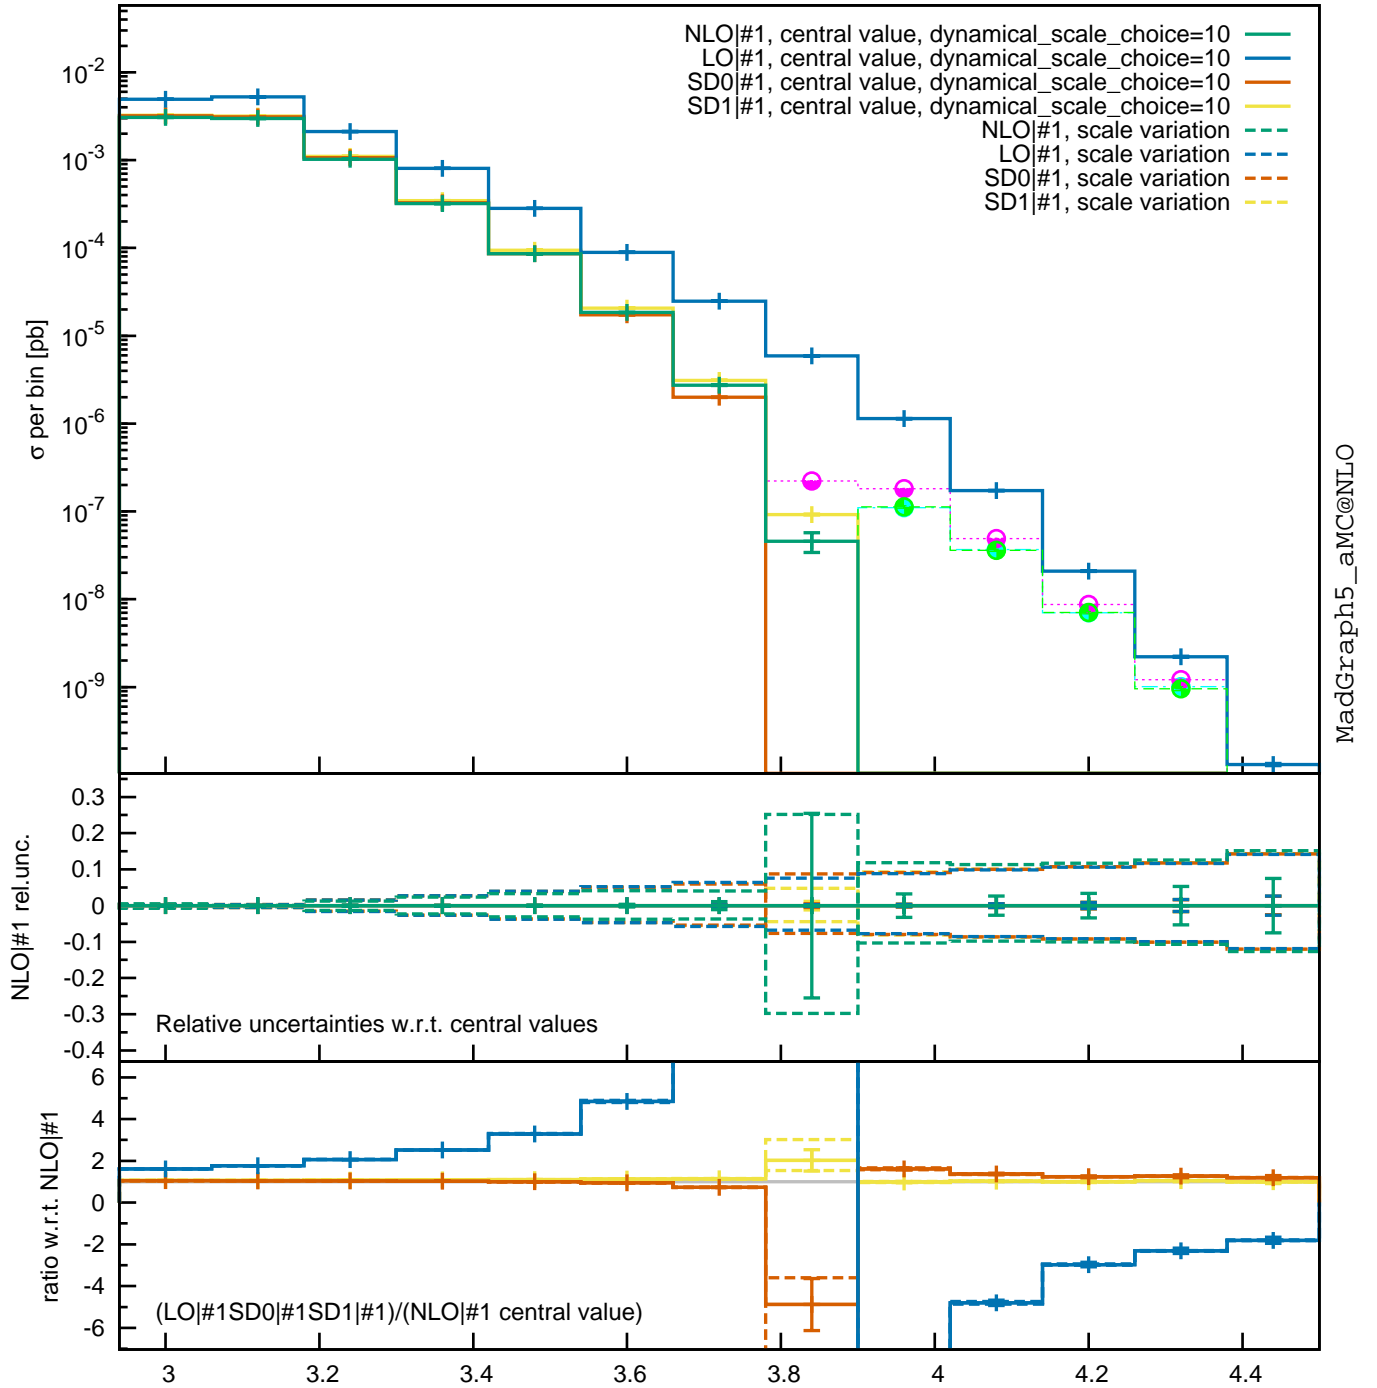 NLO|#1, central value, dynamical_scale_choice=10
LO|#1, central value, dynamical_scale_choice=10
SD0|#1, central value, dynamical_scale_choice=10
SD1|#1, central value, dynamical_scale_choice=10
NLO|#1, scale variation
LO|#1, scale variation
SD0|#1, scale variation
SD1|#1, scale variation
σ per bin [pb]
10^-2
10^-3
10^-4
10^-5
10^-6
10^-7
10^-8
10^-9
MadGraph5_aMC@NLO
NLO|#1 rel.unc.
0.3
0.2
0.1
0
-0.1
-0.2
-0.3
-0.4
Relative uncertainties w.r.t. central values
ratio w.r.t. NLO|#1
6
4
2
0
-2
-4
-6
(LO|#1SD0|#1SD1|#1)/(NLO|#1 central value)
3 3.2 3.4 3.6 3.8 4 4.2 4.4